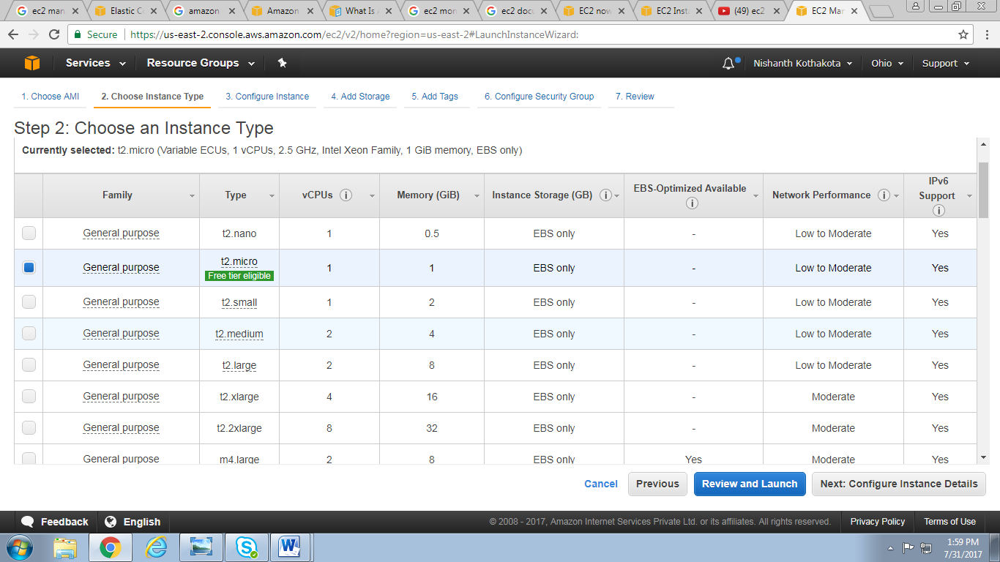 ec2 man
Elastic C
amazon
Amazon
What Is
ec2 mon
ec2 docu
EC2 now
EC2 Inst
(49) ec2
EC2 Man
Secure https://us-east-2.console.aws.amazon.com/ec2/v2/home?region=us-east-2#LaunchInstanceWizard:
Services Resource Groups Nishanth Kothakota Ohio Support
1. Choose AMI 2. Choose Instance Type 3. Configure Instance 4. Add Storage 5. Add Tags 6. Configure Security Group 7. Review
Step 2: Choose an Instance Type
Currently selected: t2.micro (Variable ECUs, 1 vCPUs, 2.5 GHz, Intel Xeon Family, 1 GiB memory, EBS only)
Family Type vCPUs Memory (GiB) Instance Storage (GB) EBS-Optimized Available Network Performance IPv6 Support
General purpose t2.nano 1 0.5 EBS only - Low to Moderate Yes
General purpose t2.micro Free tier eligible 1 1 EBS only - Low to Moderate Yes
General purpose t2.small 1 2 EBS only - Low to Moderate Yes
General purpose t2.medium 2 4 EBS only - Low to Moderate Yes
General purpose t2.large 2 8 EBS only - Low to Moderate Yes
General purpose t2.xlarge 4 16 EBS only - Moderate Yes
General purpose t2.2xlarge 8 32 EBS only - Moderate Yes
General purpose m4.large 2 8 EBS only Yes Moderate Yes
Cancel Previous Review and Launch Next: Configure Instance Details
Feedback English © 2008 - 2017, Amazon Internet Services Private Ltd. or its affiliates. All rights reserved. Privacy Policy Terms of Use
1:59 PM
7/31/2017